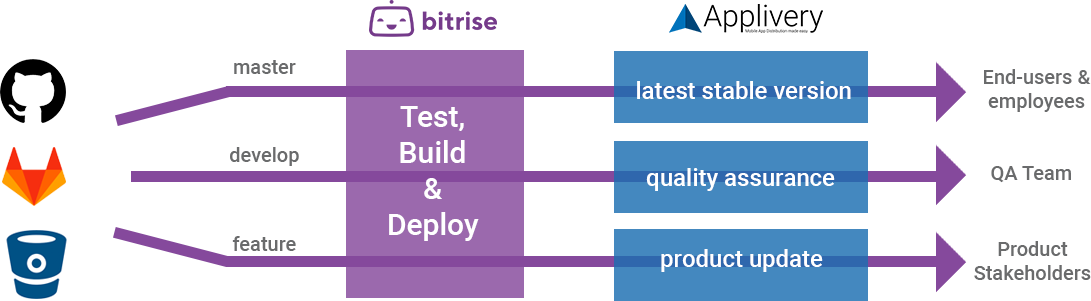 bitrise
Applivery
Mobile App Distribution made easy.
master
latest stable version
End-users &
employees
Test,
Build
&
Deploy
develop
quality assurance
QA Team
feature
product update
Product
Stakeholders